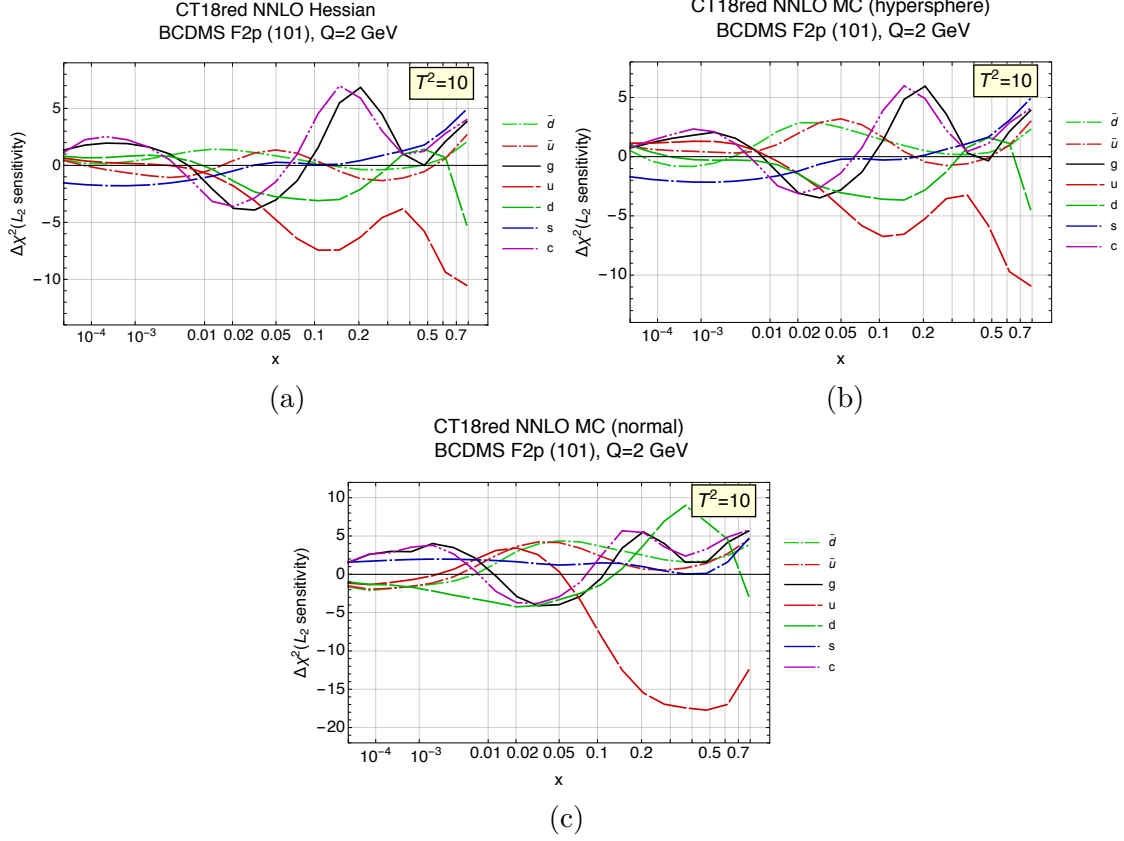 CT18red NNLO Hessian
BCDMS F2p (101), Q=2 GeV
T²=10
Δχ²(L₂ sensitivity)
5
0
−5
−10
10⁻⁴ 10⁻³ 0.01 0.02 0.05 0.1 0.2 0.5 0.7
x
d̄
ū
g
u
d
s
c
(a)
CT18red NNLO MC (hypersphere)
BCDMS F2p (101), Q=2 GeV
T²=10
Δχ²(L₂ sensitivity)
5
0
−5
−10
10⁻⁴ 10⁻³ 0.01 0.02 0.05 0.1 0.2 0.5 0.7
x
d̄
ū
g
u
d
s
c
(b)
CT18red NNLO MC (normal)
BCDMS F2p (101), Q=2 GeV
T²=10
Δχ²(L₂ sensitivity)
10
5
0
−5
−10
−15
−20
10⁻⁴ 10⁻³ 0.01 0.02 0.05 0.1 0.2 0.5 0.7
x
d̄
ū
g
u
d
s
c
(c)